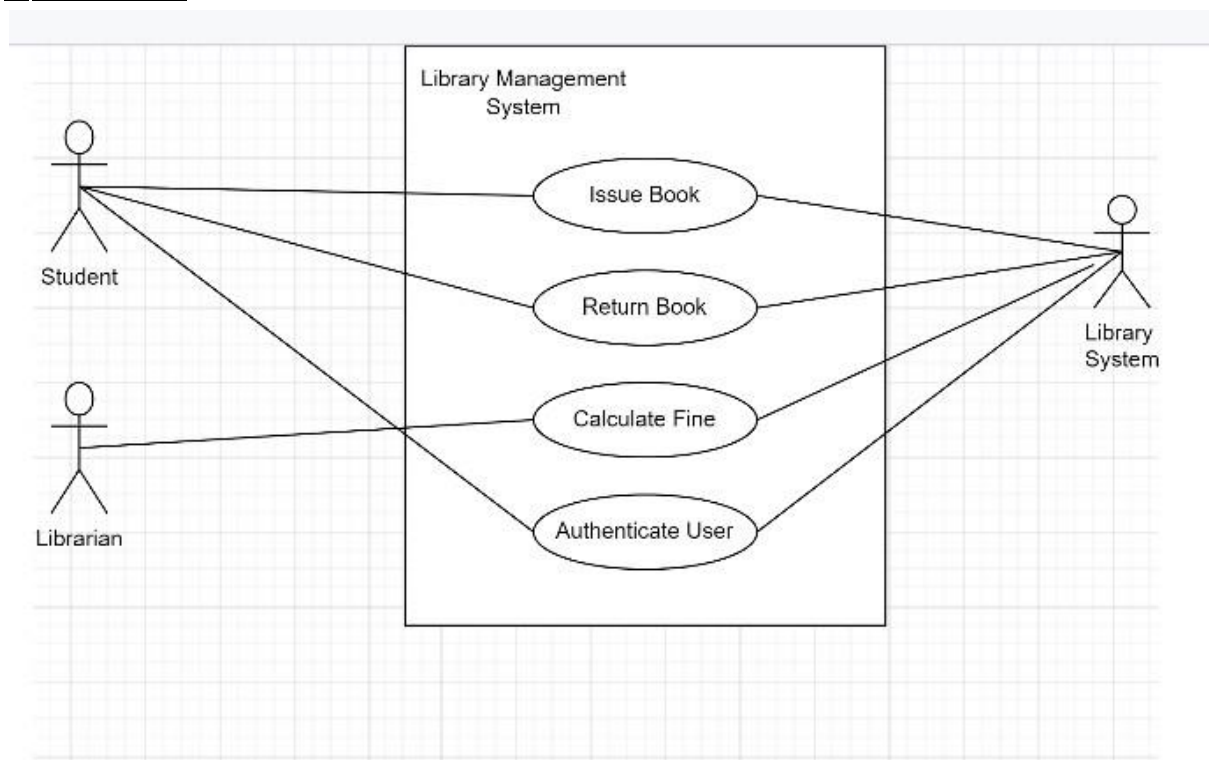 Library Management
System
Issue Book
Student
Return Book
Library
System
Calculate Fine
Librarian
Authenticate User